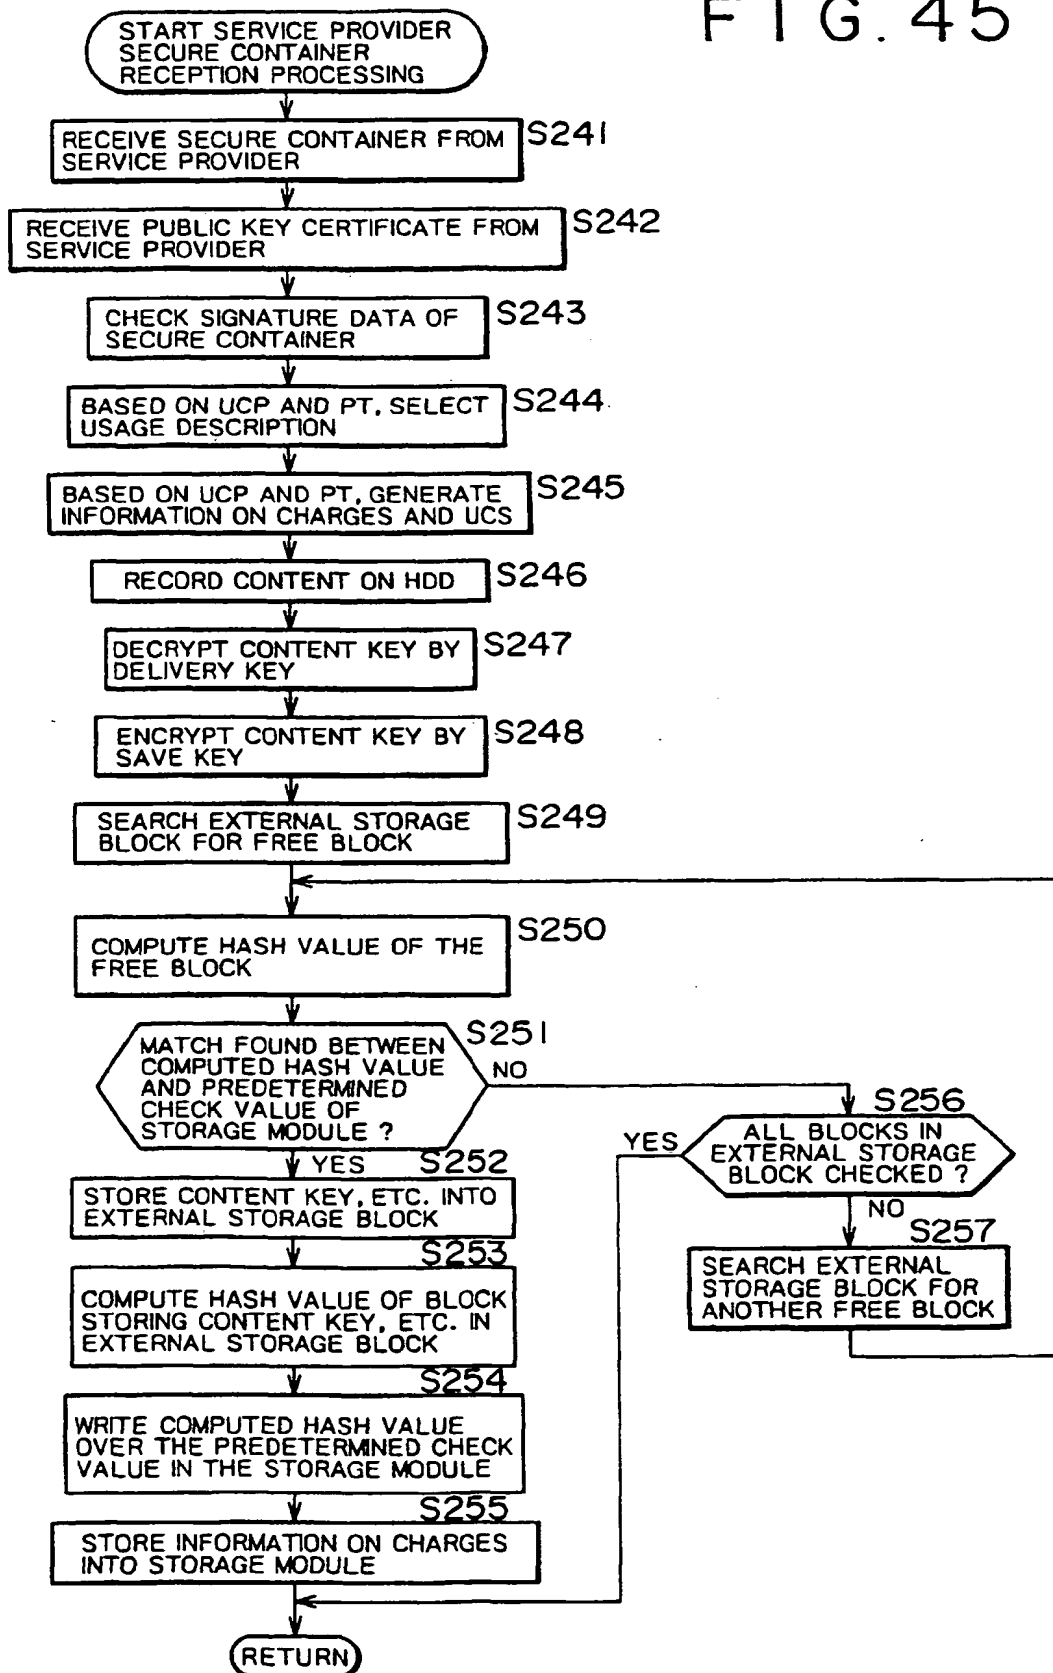 FIG. 45
START SERVICE PROVIDER
SECURE CONTAINER
RECEPTION PROCESSING
S241
RECEIVE SECURE CONTAINER FROM
SERVICE PROVIDER
S242
RECEIVE PUBLIC KEY CERTIFICATE FROM
SERVICE PROVIDER
S243
CHECK SIGNATURE DATA OF
SECURE CONTAINER
S244
BASED ON UCP AND PT, SELECT
USAGE DESCRIPTION
S245
BASED ON UCP AND PT, GENERATE
INFORMATION ON CHARGES AND UCS
S246
RECORD CONTENT ON HDD
S247
DECRYPT CONTENT KEY BY
DELIVERY KEY
S248
ENCRYPT CONTENT KEY BY
SAVE KEY
S249
SEARCH EXTERNAL STORAGE
BLOCK FOR FREE BLOCK
S250
COMPUTE HASH VALUE OF THE
FREE BLOCK
S251
MATCH FOUND BETWEEN
COMPUTED HASH VALUE
AND PREDETERMINED
CHECK VALUE OF
STORAGE MODULE ?
NO
YES
S256
ALL BLOCKS IN
EXTERNAL STORAGE
BLOCK CHECKED ?
YES
NO
S257
SEARCH EXTERNAL
STORAGE BLOCK FOR
ANOTHER FREE BLOCK
S252
STORE CONTENT KEY, ETC. INTO
EXTERNAL STORAGE BLOCK
S253
COMPUTE HASH VALUE OF BLOCK
STORING CONTENT KEY, ETC. IN
EXTERNAL STORAGE BLOCK
S254
WRITE COMPUTED HASH VALUE
OVER THE PREDETERMINED CHECK
VALUE IN THE STORAGE MODULE
S255
STORE INFORMATION ON CHARGES
INTO STORAGE MODULE
RETURN